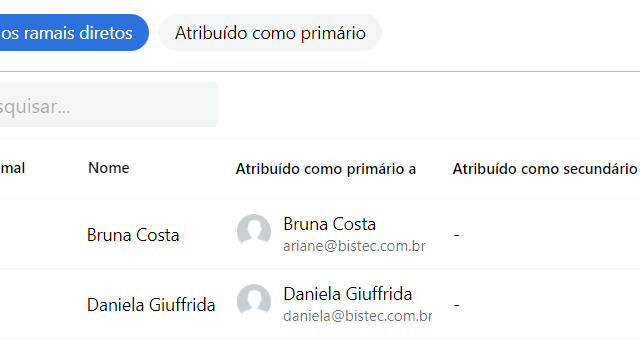 os ramais diretos Atribuído como primário
squisar...
mal Nome Atribuído como primário a Atribuído como secundário
Bruna Costa Bruna Costa -
ariane@bistec.com.br
Daniela Giuffrida Daniela Giuffrida -
daniela@bistec.com.br